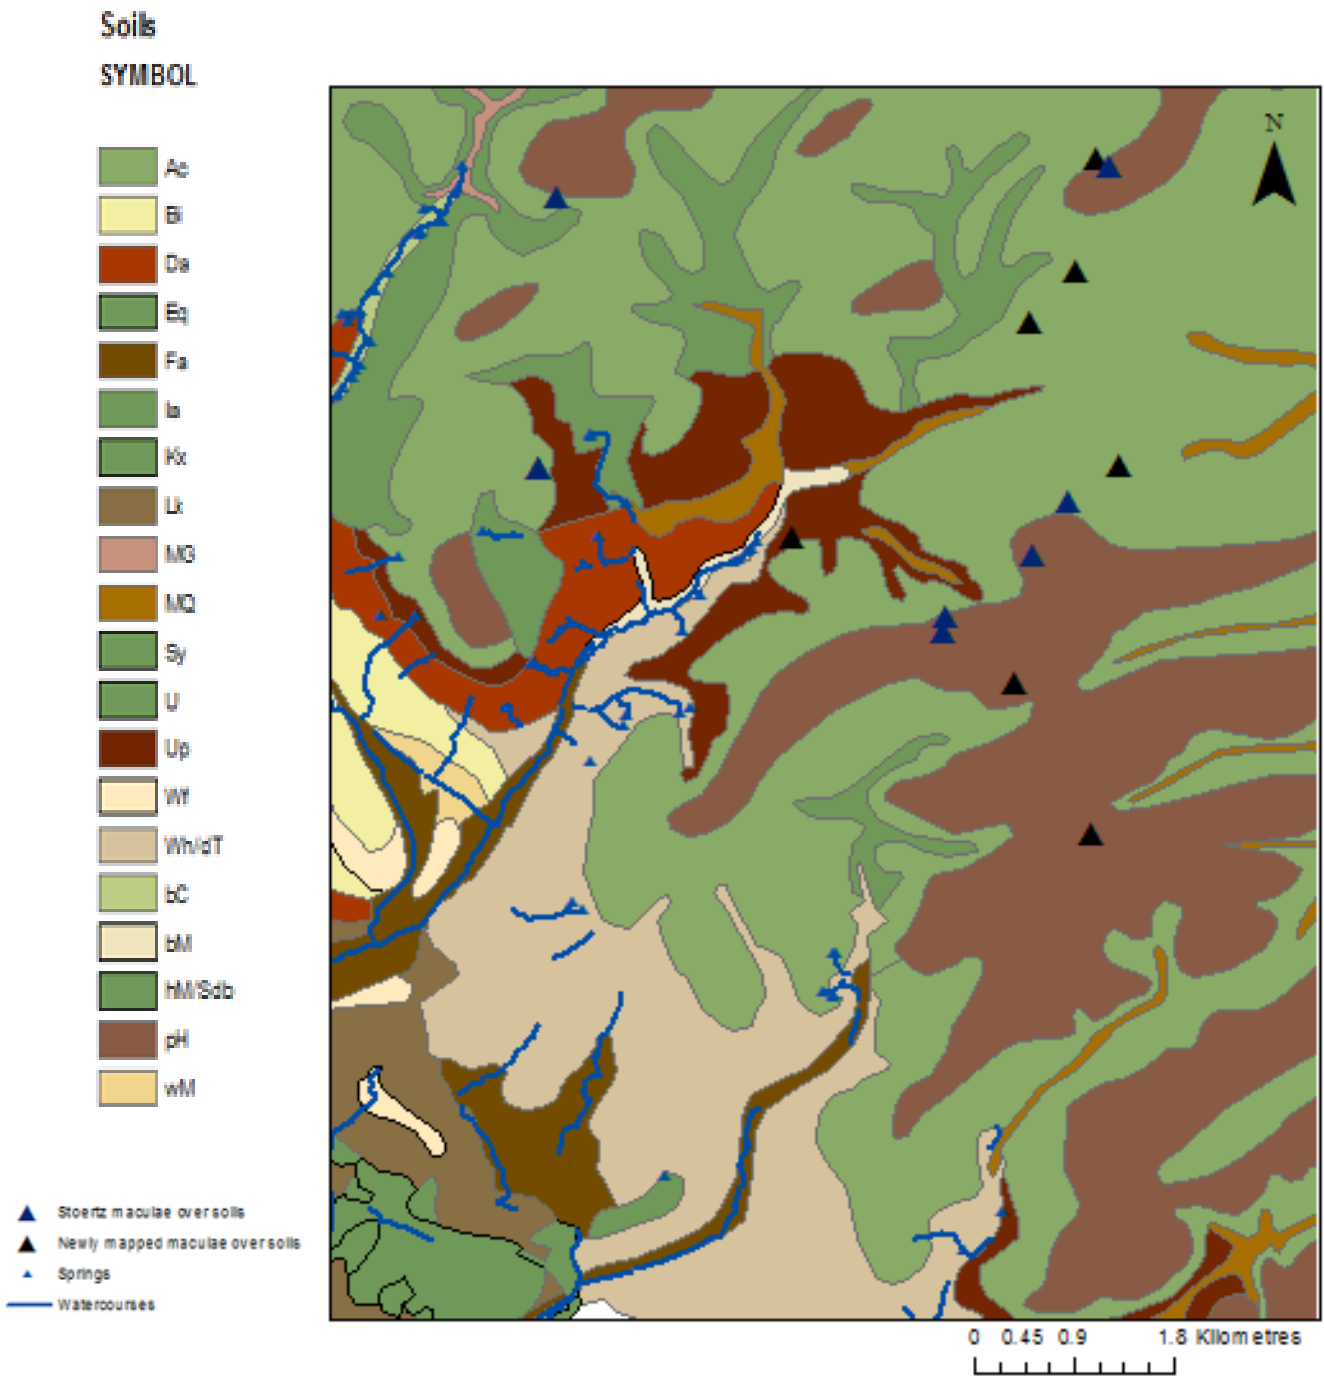 Soils
SYMBOL
Ae
Bi
Da
Eq
Fa
Ia
Kx
Lk
MG
MQ
Sy
U
Up
Wf
Wh/dT
bC
bM
hM/Sdb
pH
wM
Stoertz maculae over soils
Newly mapped maculae over soils
Springs
Watercourses
N
0 0.45 0.9 1.8 Kilometres